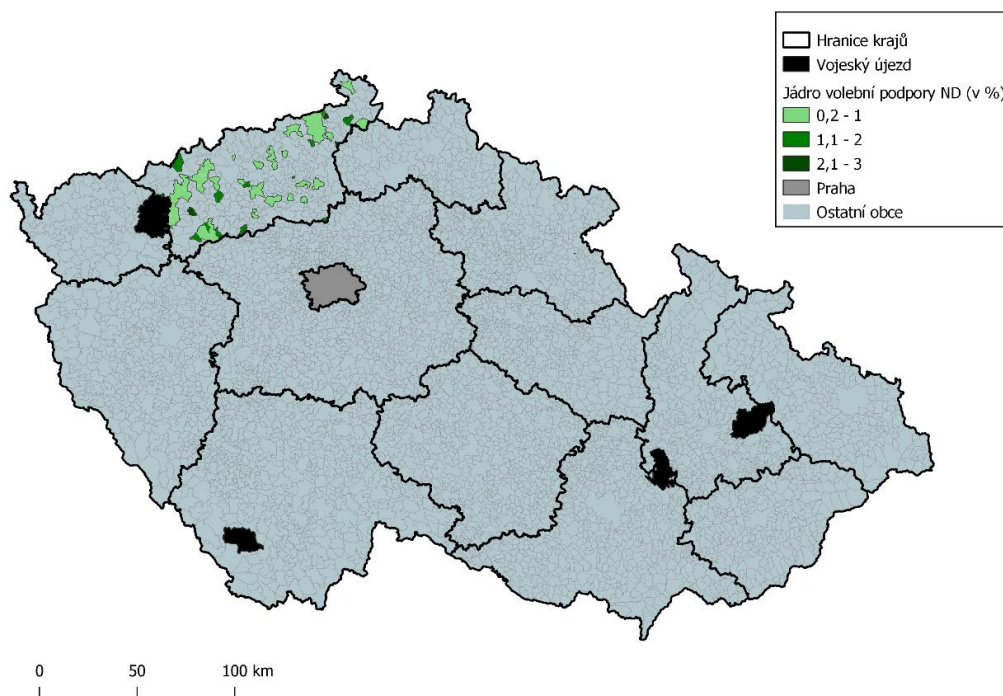 Hranice krajů
Vojeský újezd
Jádro volební podpory ND (v %)
0,2 - 1
1,1 - 2
2,1 - 3
Praha
Ostatní obce
0 50 100 km